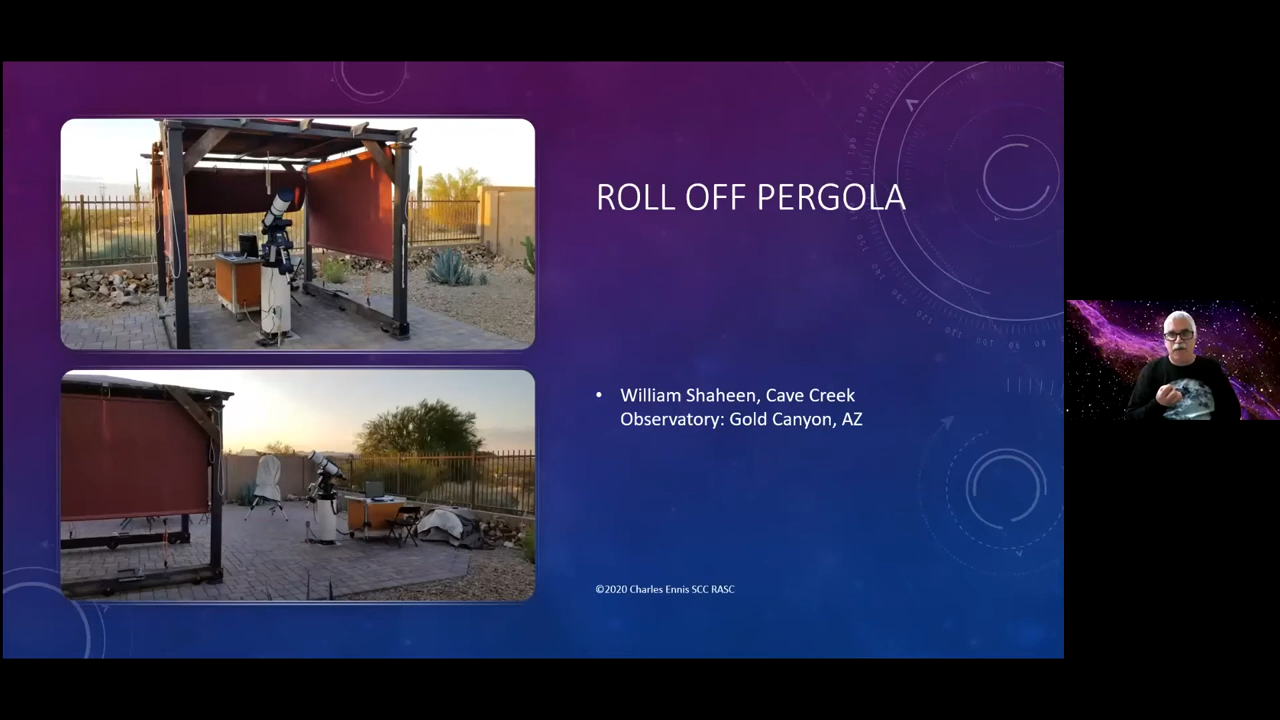 ROLL OFF PERGOLA
• William Shaheen, Cave Creek
Observatory: Gold Canyon, AZ
©2020 Charles Ennis SCC RASC